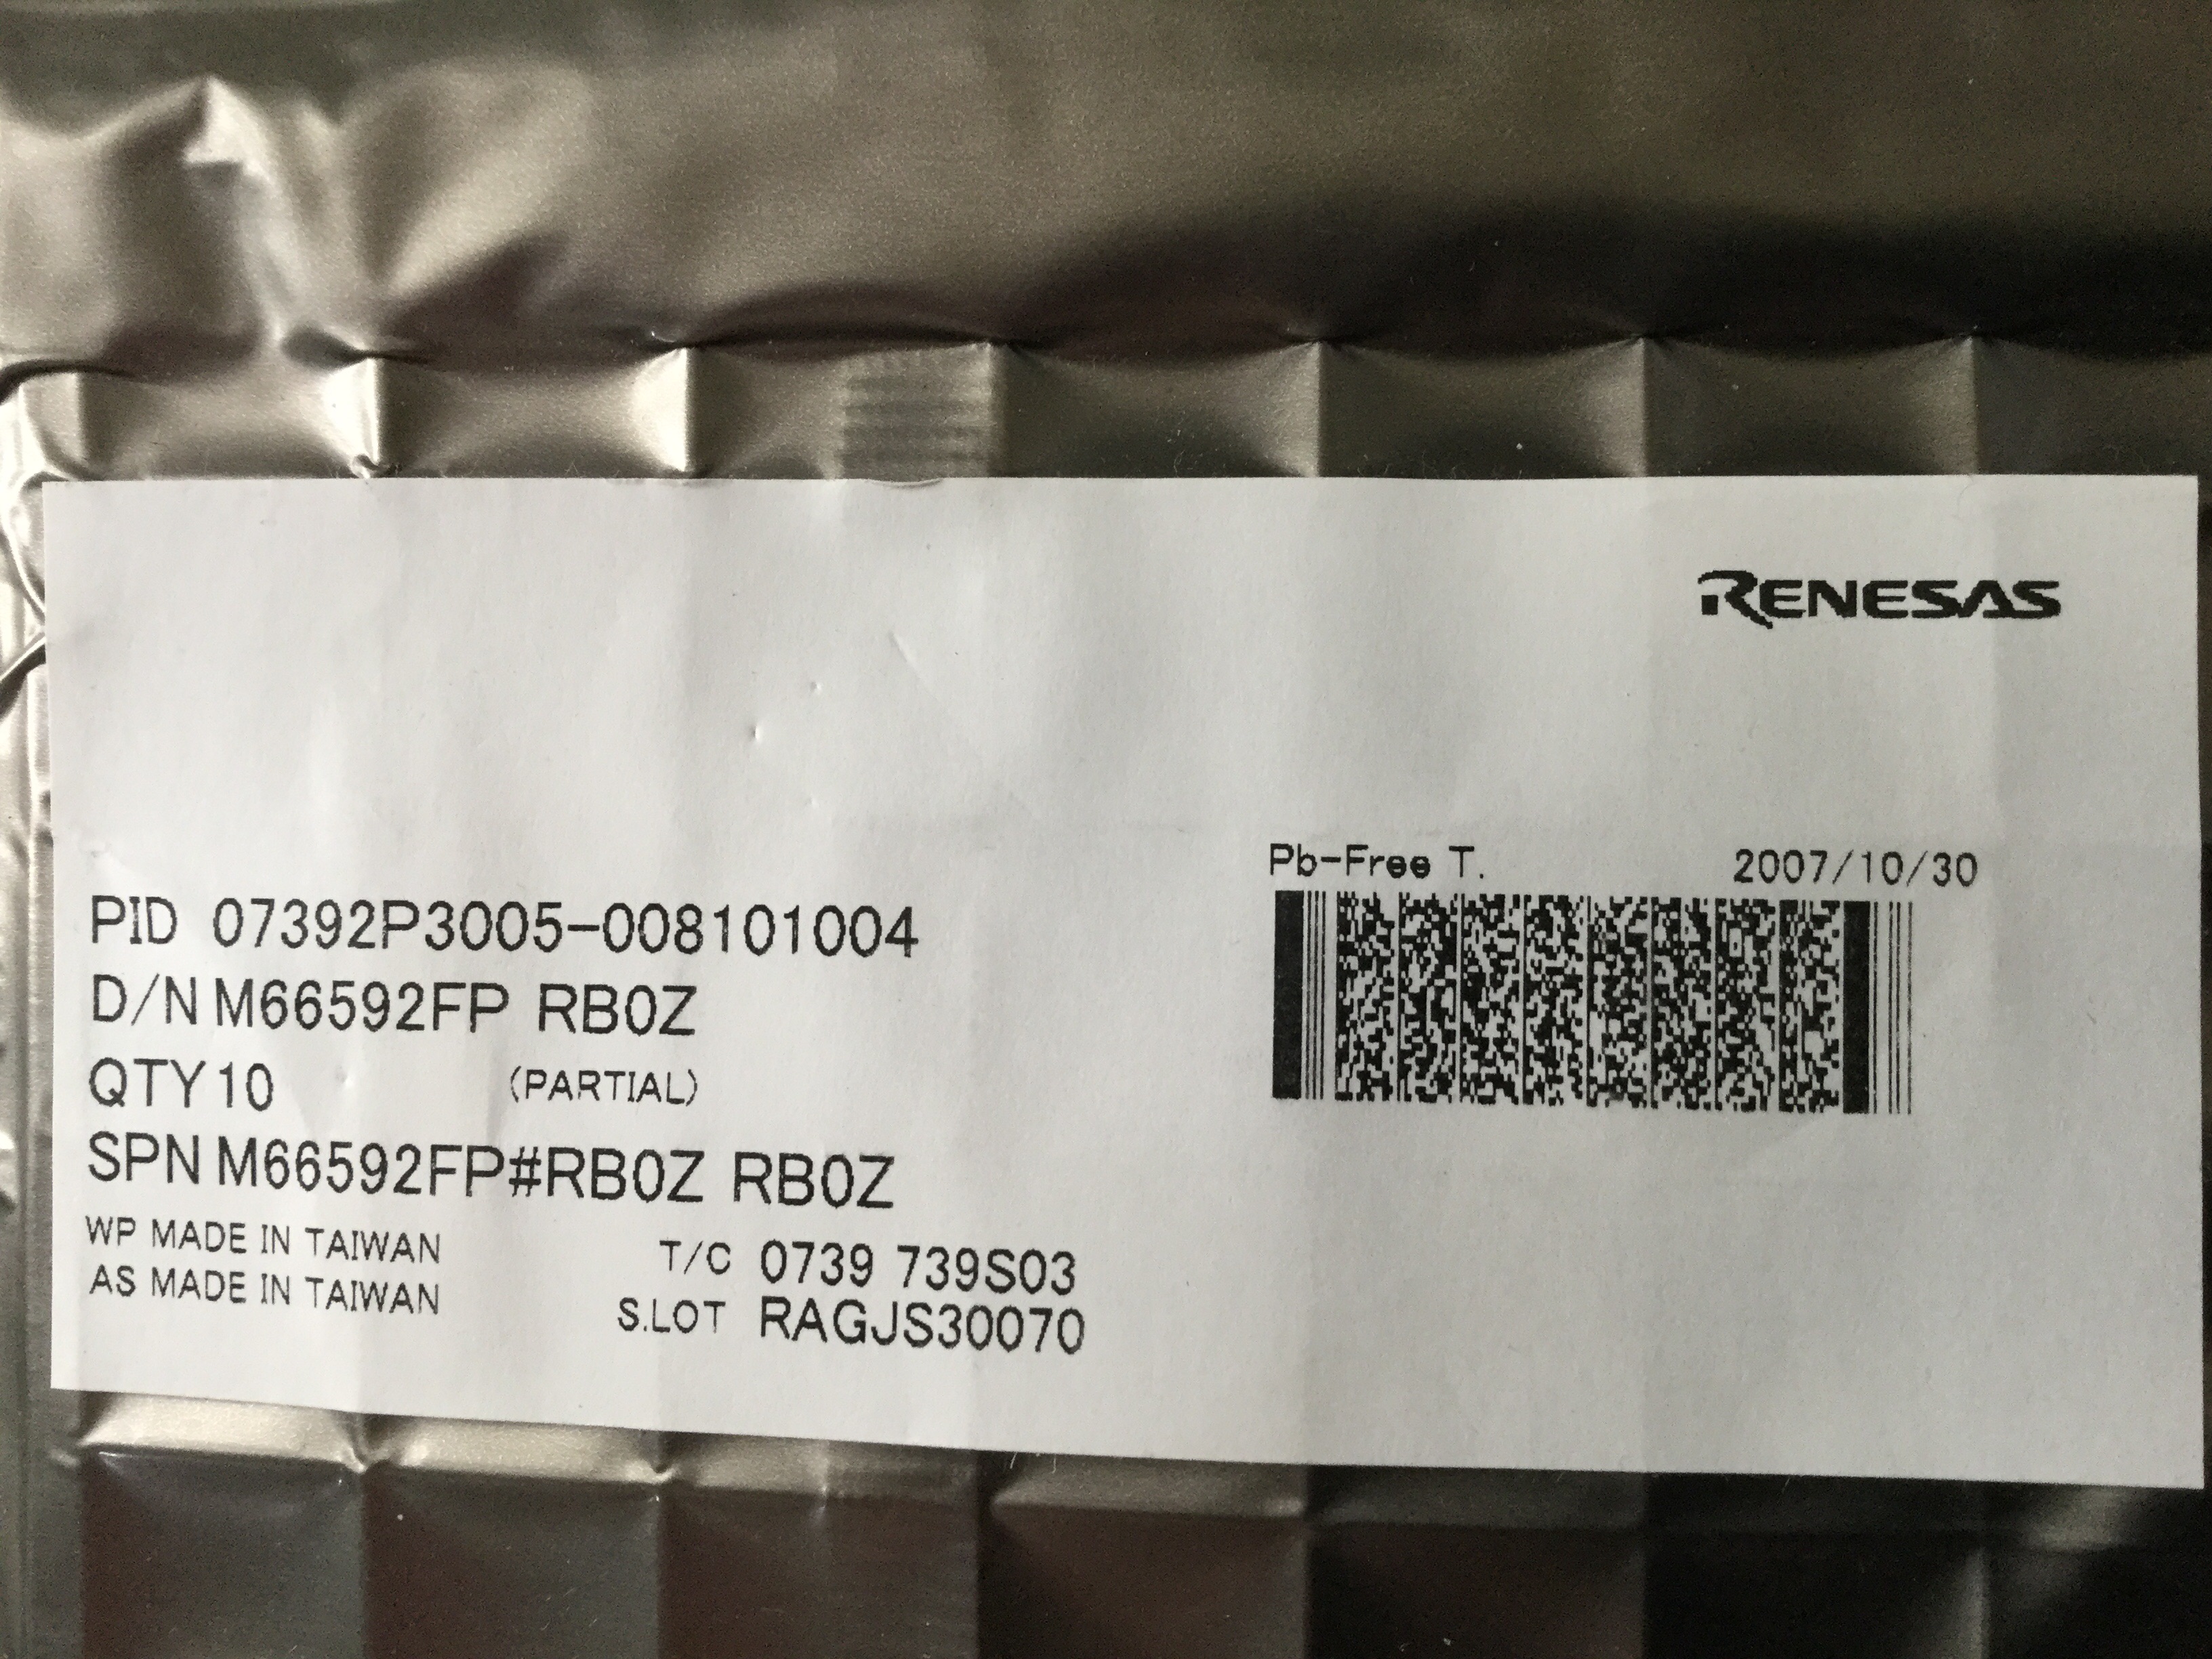 RENESAS
Pb-Free T. 2007/10/30
PID 07392P3005-008101004
D/N M66592FP RB0Z
QTY 10 (PARTIAL)
SPN M66592FP#RB0Z RB0Z
WP MADE IN TAIWAN
AS MADE IN TAIWAN
T/C 0739 739S03
S.LOT RAGJS30070